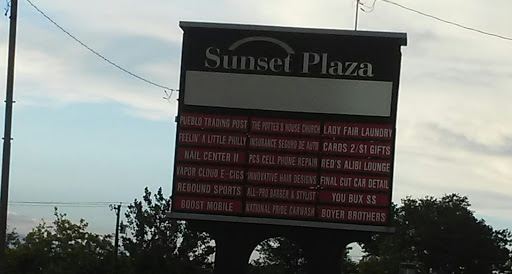 Sunset Plaza
PUEBLO TRADING POST
THE POTTER'S HOUSE CHURCH
LADY FAIR LAUNDRY
FEELIN' A LITTLE PHILLY
INSURANCE SEGURO DE AUTO
CARDS 2/$1 GIFTS
NAIL CENTER II
PCS CELL PHONE REPAIR
RED'S ALIBI LOUNGE
VAPOR CLOUD E-CIGS
INNOVATIVE HAIR DESIGNS
FINAL CUT CAR DETAIL
REBOUND SPORTS
ALL-PRO BARBER & STYLIST
YOU BUX $$
BOOST MOBILE
NATIONAL PRIDE CARWASH
BOYER BROTHERS